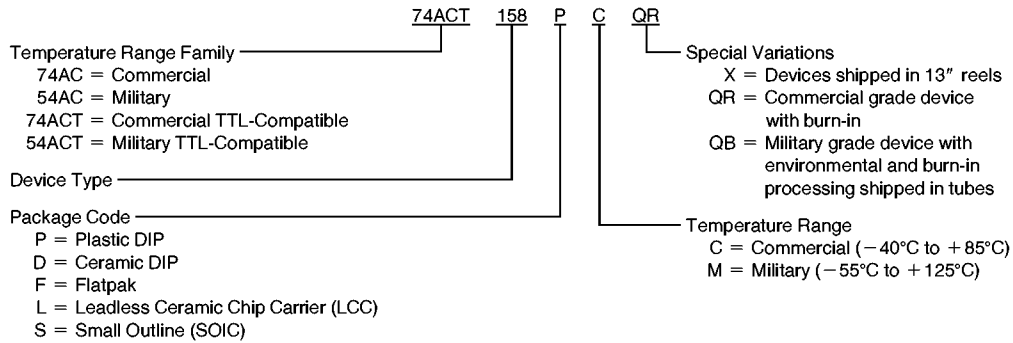 74ACT 158 P C QR
Temperature Range Family
74AC = Commercial
54AC = Military
74ACT = Commercial TTL-Compatible
54ACT = Military TTL-Compatible
Device Type
Package Code
P = Plastic DIP
D = Ceramic DIP
F = Flatpak
L = Leadless Ceramic Chip Carrier (LCC)
S = Small Outline (SOIC)
Special Variations
X = Devices shipped in 13″ reels
QR = Commercial grade device
with burn-in
QB = Military grade device with
environmental and burn-in
processing shipped in tubes
Temperature Range
C = Commercial (−40°C to +85°C)
M = Military (−55°C to +125°C)